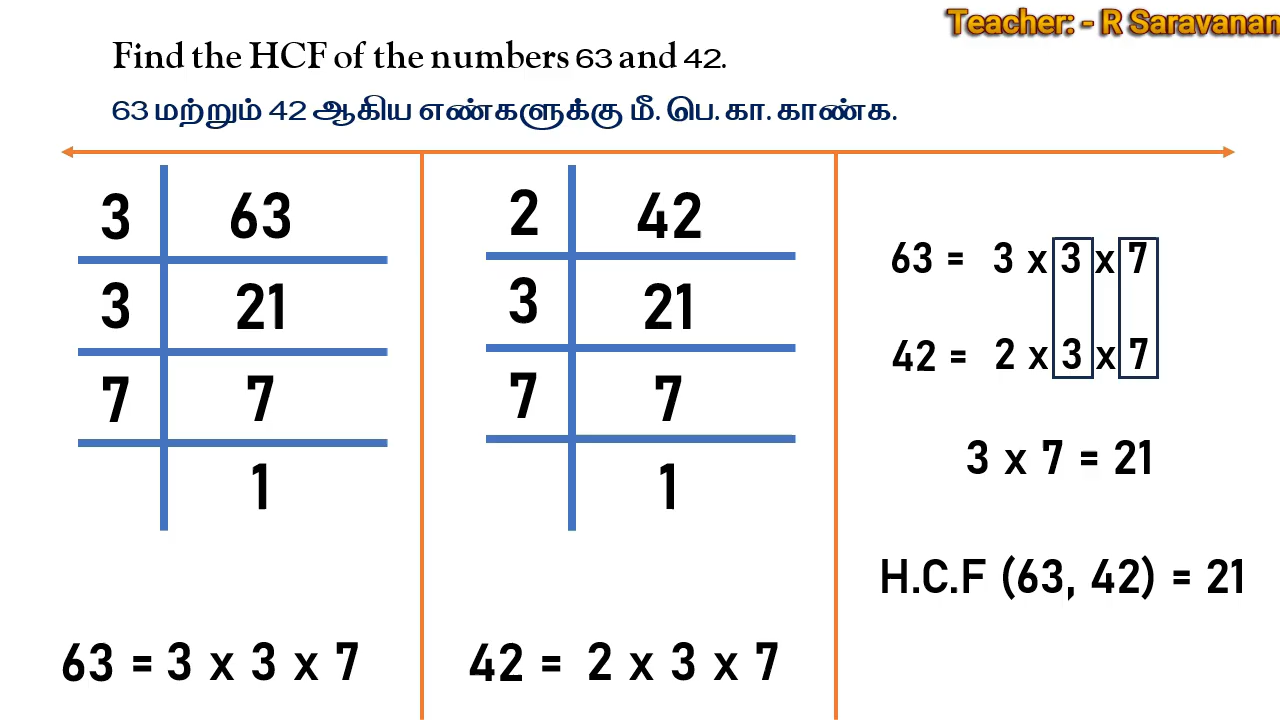 Teacher: - R Saravanan
Find the HCF of the numbers 63 and 42.
63 மற்றும் 42 ஆகிய எண்களுக்கு மீ. பெ. கா. காண்க.
3 63
3 21
7 7
1
63 = 3 x 3 x 7
2 42
3 21
7 7
1
42 = 2 x 3 x 7
63 = 3 x 3 x 7
42 = 2 x 3 x 7
3 x 7 = 21
H.C.F (63, 42) = 21